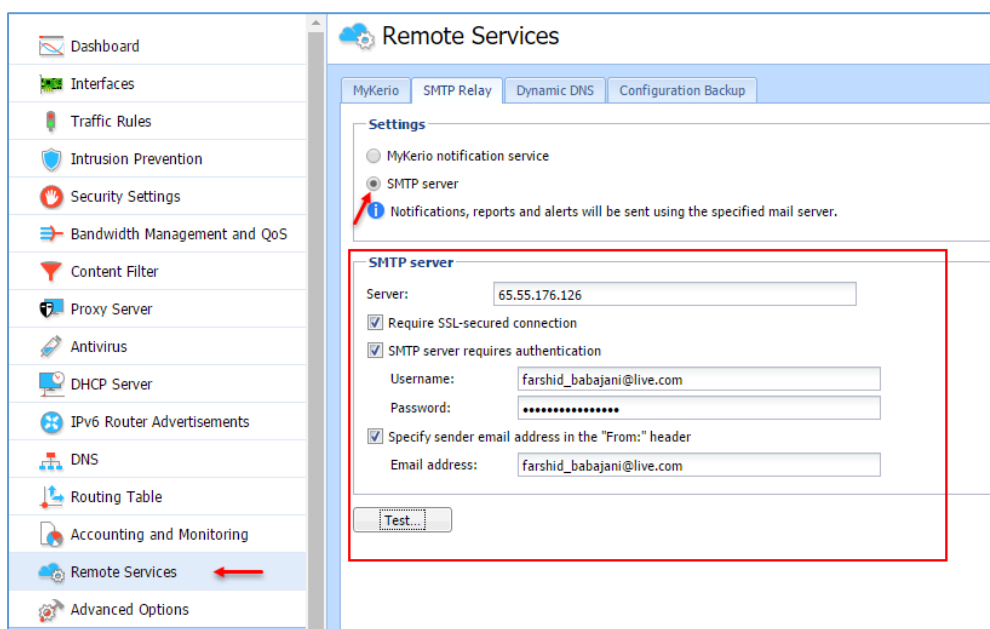 Dashboard
Interfaces
Traffic Rules
Intrusion Prevention
Security Settings
Bandwidth Management and QoS
Content Filter
Proxy Server
Antivirus
DHCP Server
IPv6 Router Advertisements
DNS
Routing Table
Accounting and Monitoring
Remote Services
Advanced Options
Remote Services
MyKerio SMTP Relay Dynamic DNS Configuration Backup
Settings
MyKerio notification service
SMTP server
Notifications, reports and alerts will be sent using the specified mail server.
SMTP server
Server: 65.55.176.126
Require SSL-secured connection
SMTP server requires authentication
Username: farshid_babajani@live.com
Password: ••••••••••••••••
Specify sender email address in the "From:" header
Email address: farshid_babajani@live.com
Test...